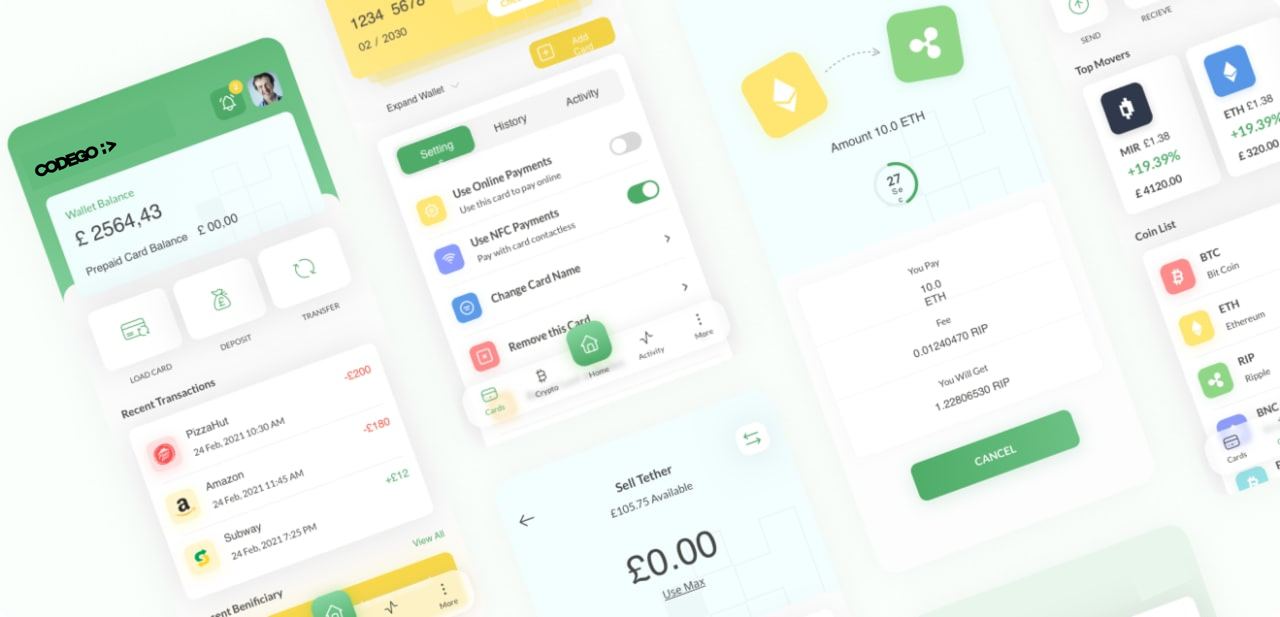 CODEGO
Wallet Balance
£ 2564,43
Prepaid Card Balance £ 00,00
LOAD CARD
DEPOSIT
TRANSFER
Recent Transactions
PizzaHut
24 Feb, 2021 10:30 AM
-£200
Amazon
24 Feb, 2021 11:45 AM
-£180
Subway
24 Feb, 2021 7:25 PM
+£12
View All
Benificiary
More
1234 5678
02 / 2030
Add
Card
Expand Wallet
Setting
s
History
Activity
Use Online Payments
Use this card to pay online
Use NFC Payments
Pay with card contactless
Change Card Name
Remove this Card
Cards
Crypto
Home
Activity
More
Sell Tether
£105.75 Available
£0.00
Use Max
Amount 10.0 ETH
27
Se
c
You Pay
10.0
ETH
Fee
0.01240470 RIP
You Will Get
1.22806530 RIP
CANCEL
SEND
RECIEVE
Top Movers
MIR £1.38
+19.39%
£4120.00
ETH £1.38
+19.39%
£320.00
Coin List
BTC
Bit Coin
ETH
Ethereum
RIP
Ripple
BNC
Cards